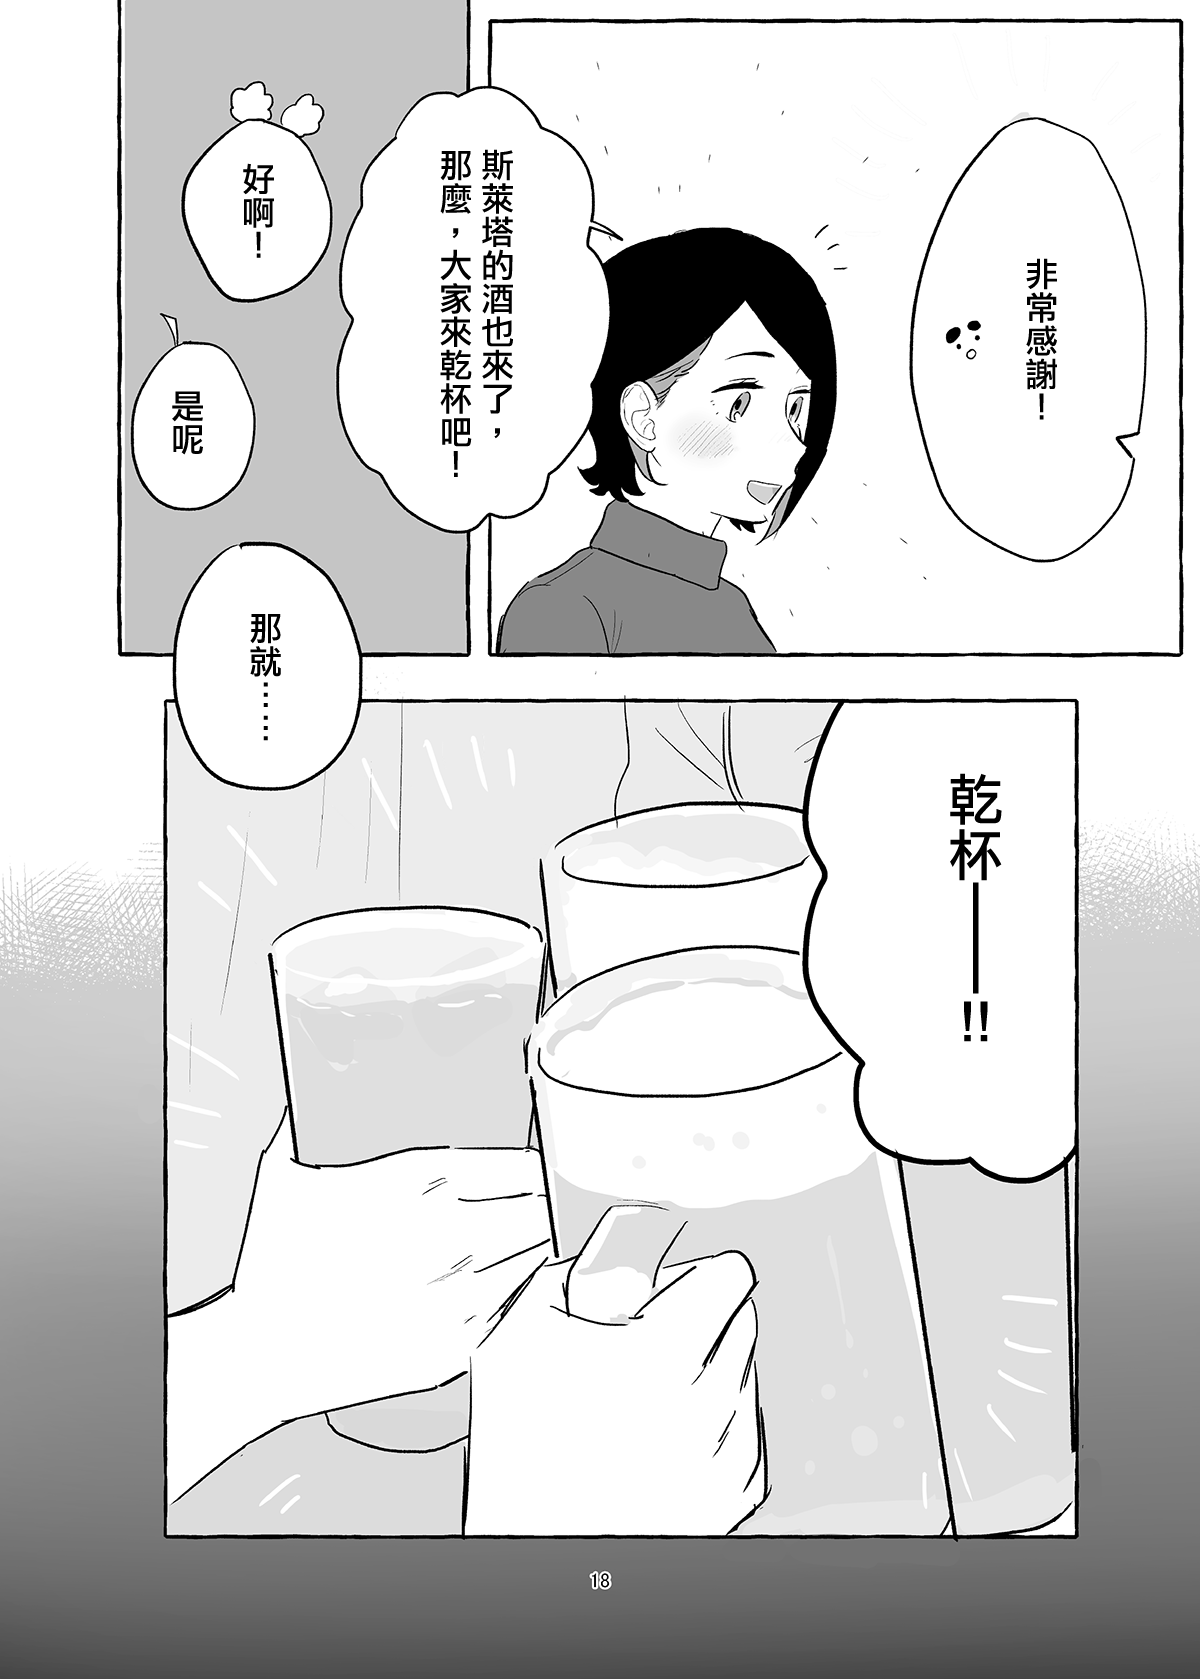 非常感謝！
斯萊塔的酒也來了，
那麼，大家來乾杯吧！
好啊！
是呢
那就……
乾杯——!!
18